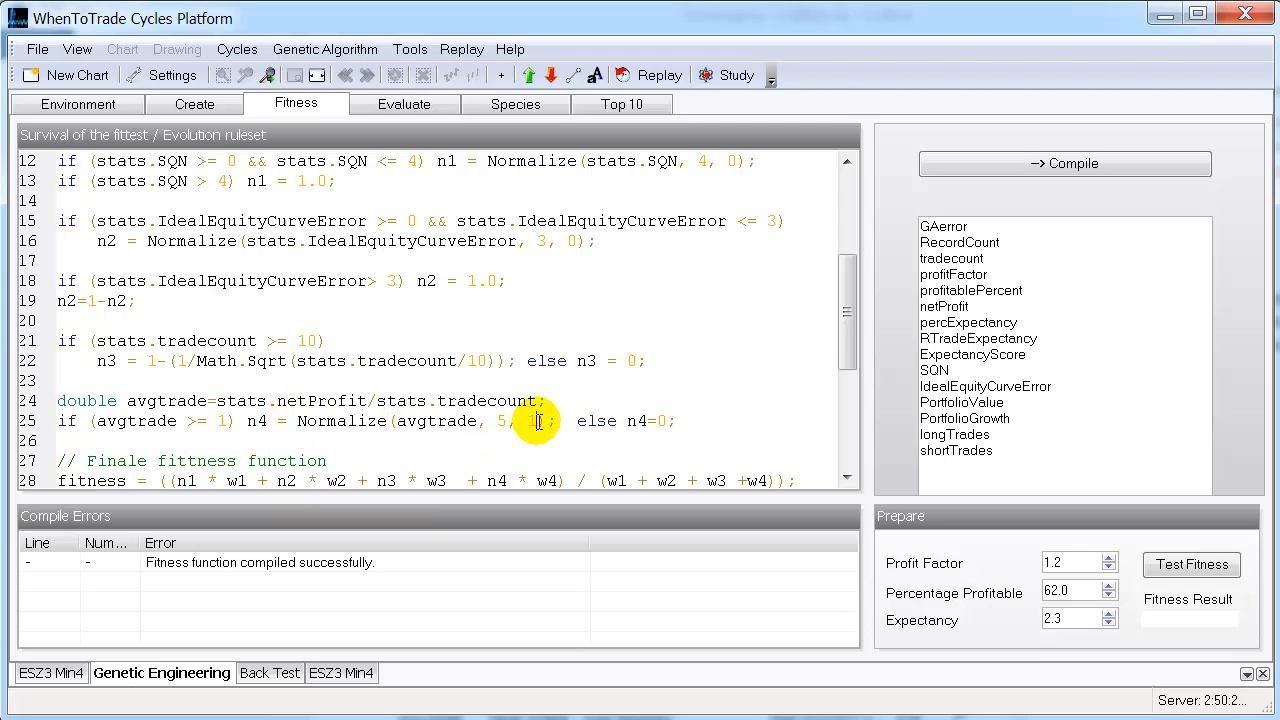 WhenToTrade Cycles Platform
File View Chart Drawing Cycles Genetic Algorithm Tools Replay Help
New Chart Settings A Replay Study
Environment Create Fitness Evaluate Species Top 10
Survival of the fittest / Evolution ruleset
12 if (stats.SQN >= 0 && stats.SQN <= 4) n1 = Normalize(stats.SQN, 4, 0);
13 if (stats.SQN > 4) n1 = 1.0;
14
15 if (stats.IdealEquityCurveError >= 0 && stats.IdealEquityCurveError <= 3)
16 n2 = Normalize(stats.IdealEquityCurveError, 3, 0);
17
18 if (stats.IdealEquityCurveError> 3) n2 = 1.0;
19 n2=1-n2;
20
21 if (stats.tradecount >= 10)
22 n3 = 1-(1/Math.Sqrt(stats.tradecount/10)); else n3 = 0;
23
24 double avgtrade=stats.netProfit/stats.tradecount;
25 if (avgtrade >= 1) n4 = Normalize(avgtrade, 5, 1); else n4=0;
26
27 // Finale fittness function
28 fitness = ((n1 * w1 + n2 * w2 + n3 * w3 + n4 * w4) / (w1 + w2 + w3 +w4));
--> Compile
GAerror
RecordCount
tradecount
profitFactor
profitablePercent
netProfit
percExpectancy
RTradeExpectancy
ExpectancyScore
SQN
IdealEquityCurveError
PortfolioValue
PortfolioGrowth
longTrades
shortTrades
Compile Errors
Line Num... Error
- - Fitness function compiled successfully.
Prepare
Profit Factor 1.2 Test Fitness
Percentage Profitable 62.0 Fitness Result
Expectancy 2.3
ESZ3 Min4 Genetic Engineering Back Test ESZ3 Min4
Server: 2:50:2...